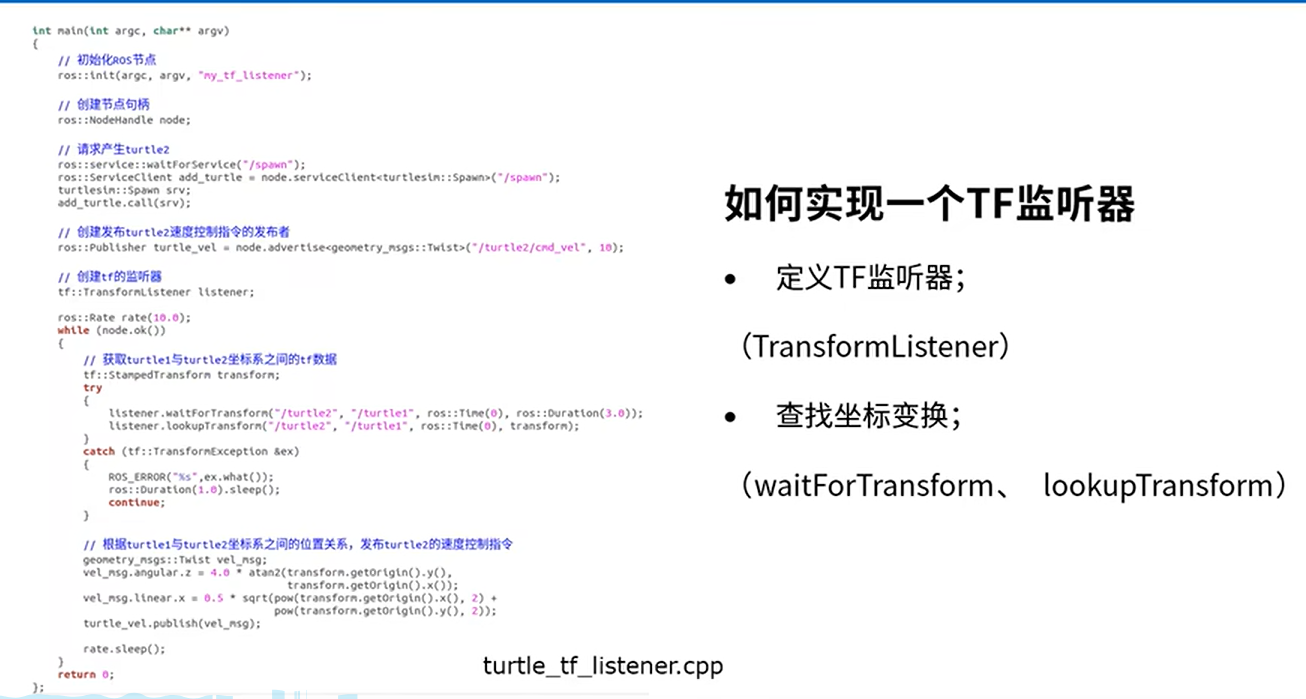 int main(int argc, char** argv)
{
// 初始化ROS节点
ros::init(argc, argv, "my_tf_listener");
// 创建节点句柄
ros::NodeHandle node;
// 请求产生turtle2
ros::service::waitForService("/spawn");
ros::ServiceClient add_turtle = node.serviceClient<turtlesim::Spawn>("/spawn");
turtlesim::Spawn srv;
add_turtle.call(srv);
// 创建发布turtle2速度控制指令的发布者
ros::Publisher turtle_vel = node.advertise<geometry_msgs::Twist>("/turtle2/cmd_vel", 10);
// 创建tf的监听器
tf::TransformListener listener;
ros::Rate rate(10.0);
while (node.ok())
{
// 获取turtle1与turtle2坐标系之间的tf数据
tf::StampedTransform transform;
try
{
listener.waitForTransform("/turtle2", "/turtle1", ros::Time(0), ros::Duration(3.0));
listener.lookupTransform("/turtle2", "/turtle1", ros::Time(0), transform);
}
catch (tf::TransformException &ex)
{
ROS_ERROR("%s",ex.what());
ros::Duration(1.0).sleep();
continue;
}
// 根据turtle1与turtle2坐标系之间的位置关系，发布turtle2的速度控制指令
geometry_msgs::Twist vel_msg;
vel_msg.angular.z = 4.0 * atan2(transform.getOrigin().y(),
transform.getOrigin().x());
vel_msg.linear.x = 0.5 * sqrt(pow(transform.getOrigin().x(), 2) +
pow(transform.getOrigin().y(), 2));
turtle_vel.publish(vel_msg);
rate.sleep();
}
return 0;
};
turtle_tf_listener.cpp
如何实现一个TF监听器
• 定义TF监听器；
（TransformListener）
• 查找坐标变换；
（waitForTransform、 lookupTransform）